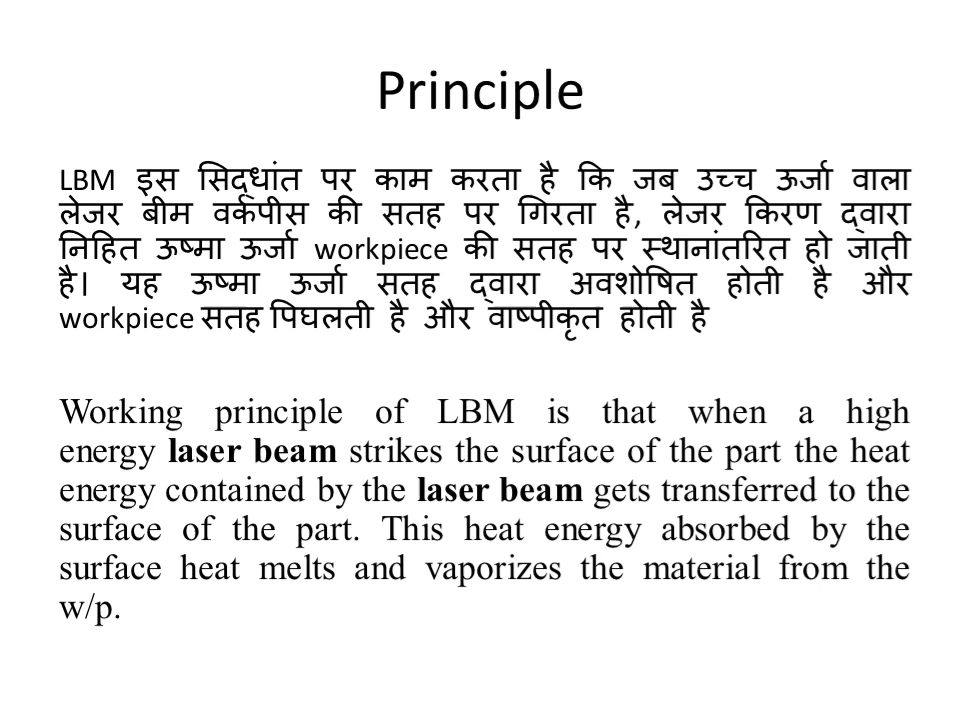 Principle
LBM इस सिद्धांत पर काम करता है कि जब उच्च ऊर्जा वाला
लेजर बीम वर्कपीस की सतह पर गिरता है, लेजर किरण द्वारा
निहित ऊष्मा ऊर्जा workpiece की सतह पर स्थानांतरित हो जाती
है। यह ऊष्मा ऊर्जा सतह द्वारा अवशोषित होती है और
workpiece सतह पिघलती है और वाष्पीकृत होती है
Working principle of LBM is that when a high
energy laser beam strikes the surface of the part the heat
energy contained by the laser beam gets transferred to the
surface of the part. This heat energy absorbed by the
surface heat melts and vaporizes the material from the
w/p.